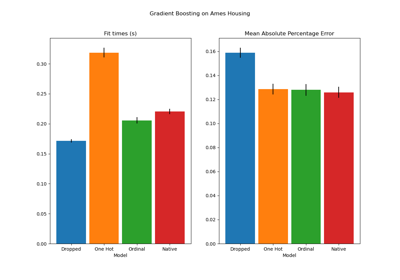 Gradient Boosting on Ames Housing
Fit times (s)
0.30
0.25
0.20
0.15
0.10
0.05
0.00
Dropped One Hot Ordinal Native
Model
Mean Absolute Percentage Error
0.16
0.14
0.12
0.10
0.08
0.06
0.04
0.02
0.00
Dropped One Hot Ordinal Native
Model